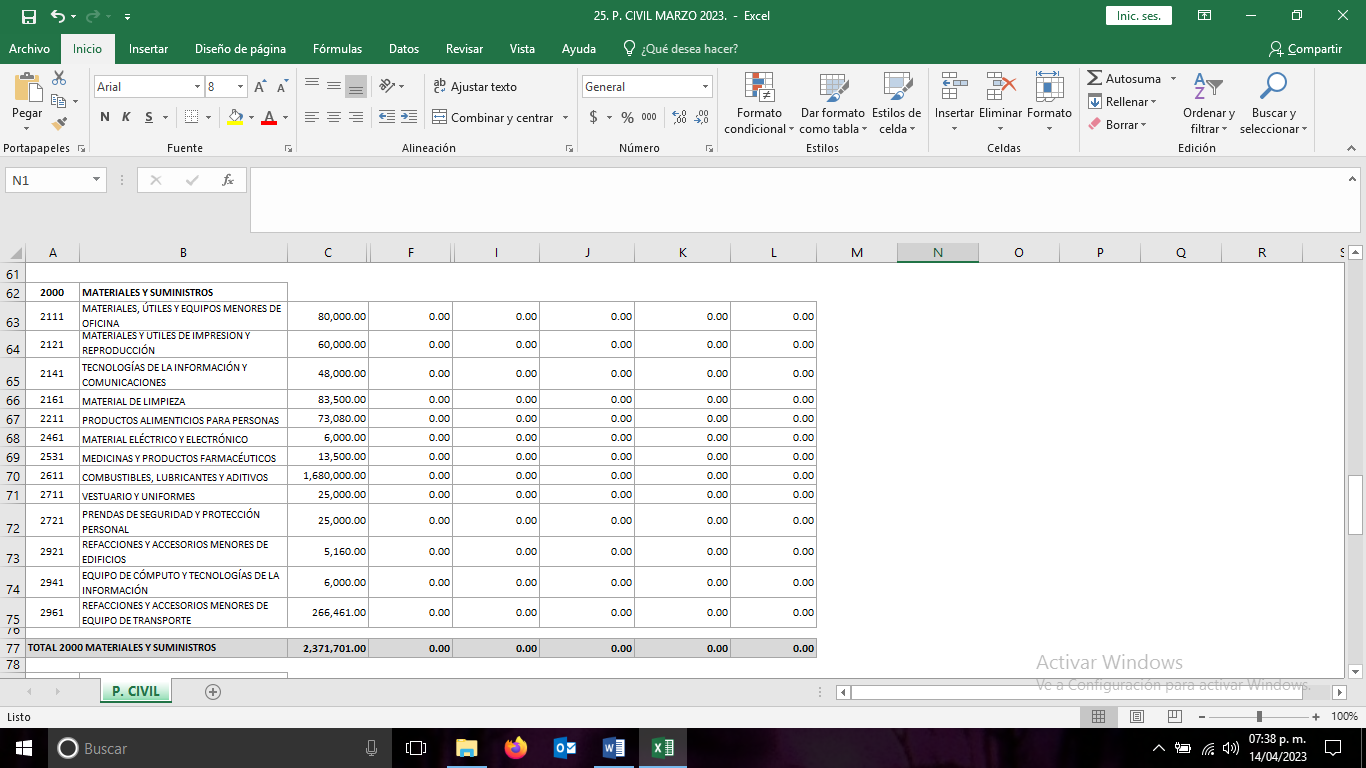 25. P. CIVIL MARZO 2023. - Excel
Inic. ses.
Archivo Inicio Insertar Diseño de página Fórmulas Datos Revisar Vista Ayuda ¿Qué desea hacer? Compartir
Pegar
Portapapeles
Arial 8
N K S
Fuente
Ajustar texto
Combinar y centrar
Alineación
General
$ % 000
Número
Formato condicional
Dar formato como tabla
Estilos de celda
Estilos
Insertar Eliminar Formato
Celdas
Autosuma
Rellenar
Borrar
Ordenar y filtrar
Buscar y seleccionar
Edición
N1 fx
A B C F I J K L M N O P Q R S
61
62 2000 MATERIALES Y SUMINISTROS
63 2111 MATERIALES, ÚTILES Y EQUIPOS MENORES DE OFICINA 80,000.00 0.00 0.00 0.00 0.00 0.00
64 2121 MATERIALES Y UTILES DE IMPRESION Y REPRODUCCIÓN 60,000.00 0.00 0.00 0.00 0.00 0.00
65 2141 TECNOLOGÍAS DE LA INFORMACIÓN Y COMUNICACIONES 48,000.00 0.00 0.00 0.00 0.00 0.00
66 2161 MATERIAL DE LIMPIEZA 83,500.00 0.00 0.00 0.00 0.00 0.00
67 2211 PRODUCTOS ALIMENTICIOS PARA PERSONAS 73,080.00 0.00 0.00 0.00 0.00 0.00
68 2461 MATERIAL ELÉCTRICO Y ELECTRÓNICO 6,000.00 0.00 0.00 0.00 0.00 0.00
69 2531 MEDICINAS Y PRODUCTOS FARMACÉUTICOS 13,500.00 0.00 0.00 0.00 0.00 0.00
70 2611 COMBUSTIBLES, LUBRICANTES Y ADITIVOS 1,680,000.00 0.00 0.00 0.00 0.00 0.00
71 2711 VESTUARIO Y UNIFORMES 25,000.00 0.00 0.00 0.00 0.00 0.00
72 2721 PRENDAS DE SEGURIDAD Y PROTECCIÓN PERSONAL 25,000.00 0.00 0.00 0.00 0.00 0.00
73 2921 REFACCIONES Y ACCESORIOS MENORES DE EDIFICIOS 5,160.00 0.00 0.00 0.00 0.00 0.00
74 2941 EQUIPO DE CÓMPUTO Y TECNOLOGÍAS DE LA INFORMACIÓN 6,000.00 0.00 0.00 0.00 0.00 0.00
75 2961 REFACCIONES Y ACCESORIOS MENORES DE EQUIPO DE TRANSPORTE 266,461.00 0.00 0.00 0.00 0.00 0.00
76
77 TOTAL 2000 MATERIALES Y SUMINISTROS 2,371,701.00 0.00 0.00 0.00 0.00 0.00
78
Activar Windows
Ve a Configuración para activar Windows.
P. CIVIL
Listo
100%
Buscar
07:38 p. m.
14/04/2023